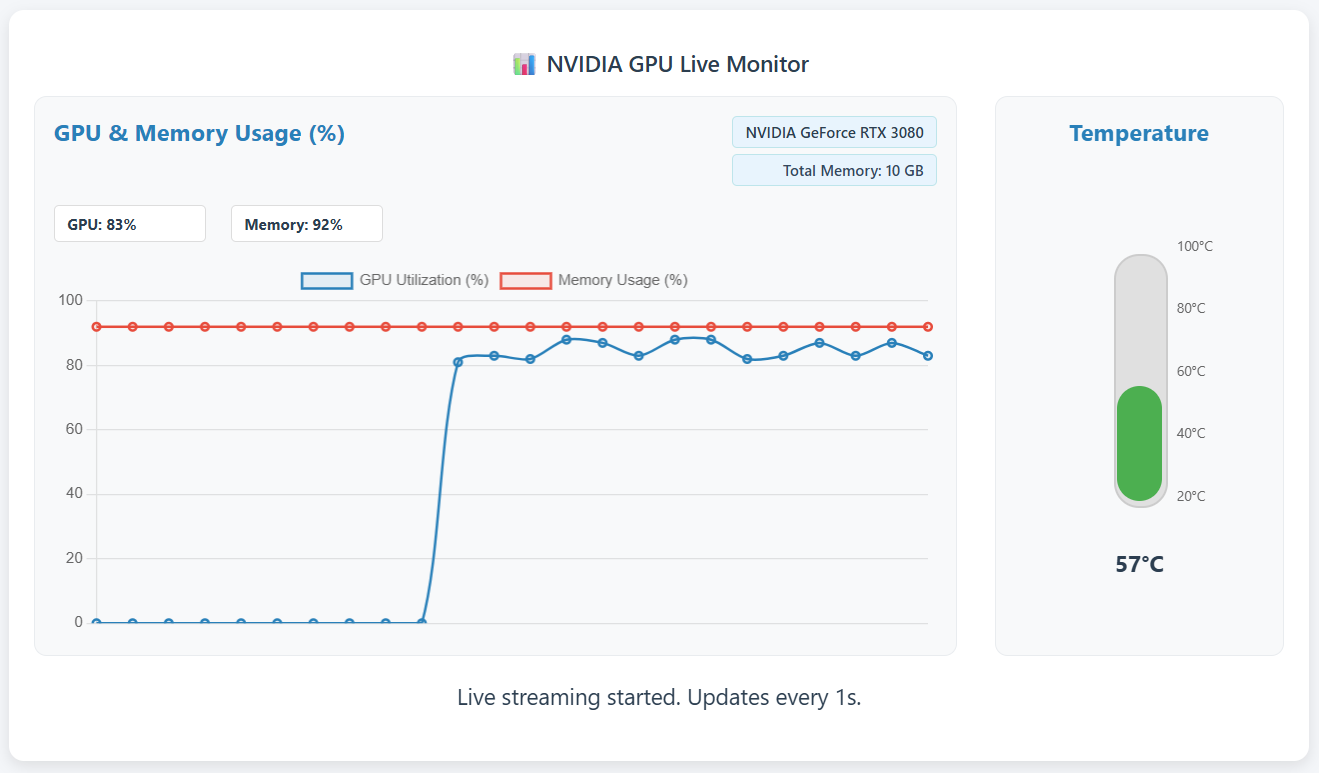 NVIDIA GPU Live Monitor
GPU & Memory Usage (%)
NVIDIA GeForce RTX 3080
Total Memory: 10 GB
GPU: 83%
Memory: 92%
GPU Utilization (%)
Memory Usage (%)
100
80
60
40
20
0
Temperature
100°C
80°C
60°C
40°C
20°C
57°C
Live streaming started. Updates every 1s.